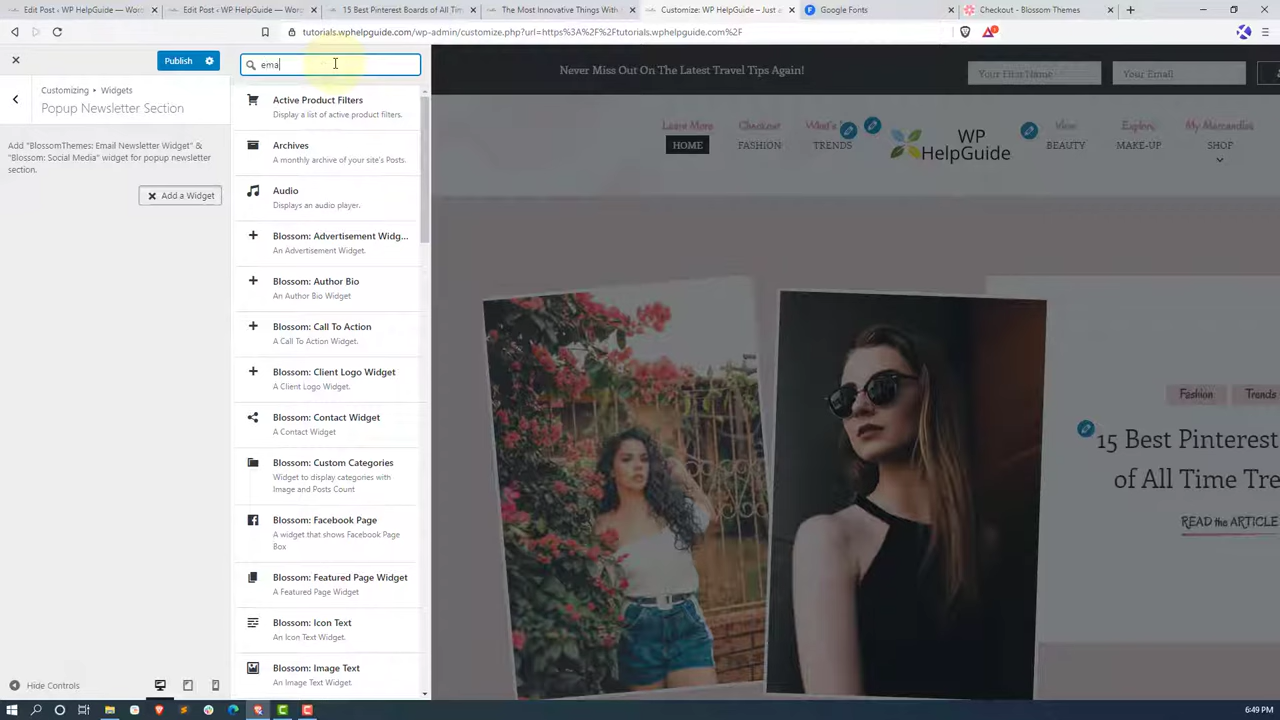 Edit Post ‹ WP HelpGuide — Word
Edit Post ‹ WP HelpGuide — Word
15 Best Pinterest Boards of All Tim
The Most Innovative Things With
Customize: WP HelpGuide – Just a
Google Fonts
Checkout - Blossom Themes
tutorials.wphelpguide.com/wp-admin/customize.php?url=https%3A%2F%2Ftutorials.wphelpguide.com%2F
Publish
Customizing ▸ Widgets
Popup Newsletter Section
Add "BlossomThemes: Email Newsletter Widget" &
"Blossom: Social Media" widget for popup newsletter
section.
Add a Widget
Hide Controls
ema
Active Product Filters
Display a list of active product filters.
Archives
A monthly archive of your site's Posts.
Audio
Displays an audio player.
Blossom: Advertisement Widg...
An Advertisement Widget.
Blossom: Author Bio
An Author Bio Widget
Blossom: Call To Action
A Call To Action Widget.
Blossom: Client Logo Widget
A Client Logo Widget.
Blossom: Contact Widget
A Contact Widget
Blossom: Custom Categories
Widget to display categories with
Image and Posts Count
Blossom: Facebook Page
A widget that shows Facebook Page
Box
Blossom: Featured Page Widget
A Featured Page Widget
Blossom: Icon Text
An Icon Text Widget.
Blossom: Image Text
An Image Text Widget.
Never Miss Out On The Latest Travel Tips Again!
Your First Name
Your Email
Learn More
HOME
Checkout
FASHION
What's
TRENDS
WP
HelpGuide
View
BEAUTY
Explore
MAKE-UP
My Merchandise
SHOP
Fashion
Trends
15 Best Pinterest
of All Time Tre
READ the ARTICLE
6:49 PM